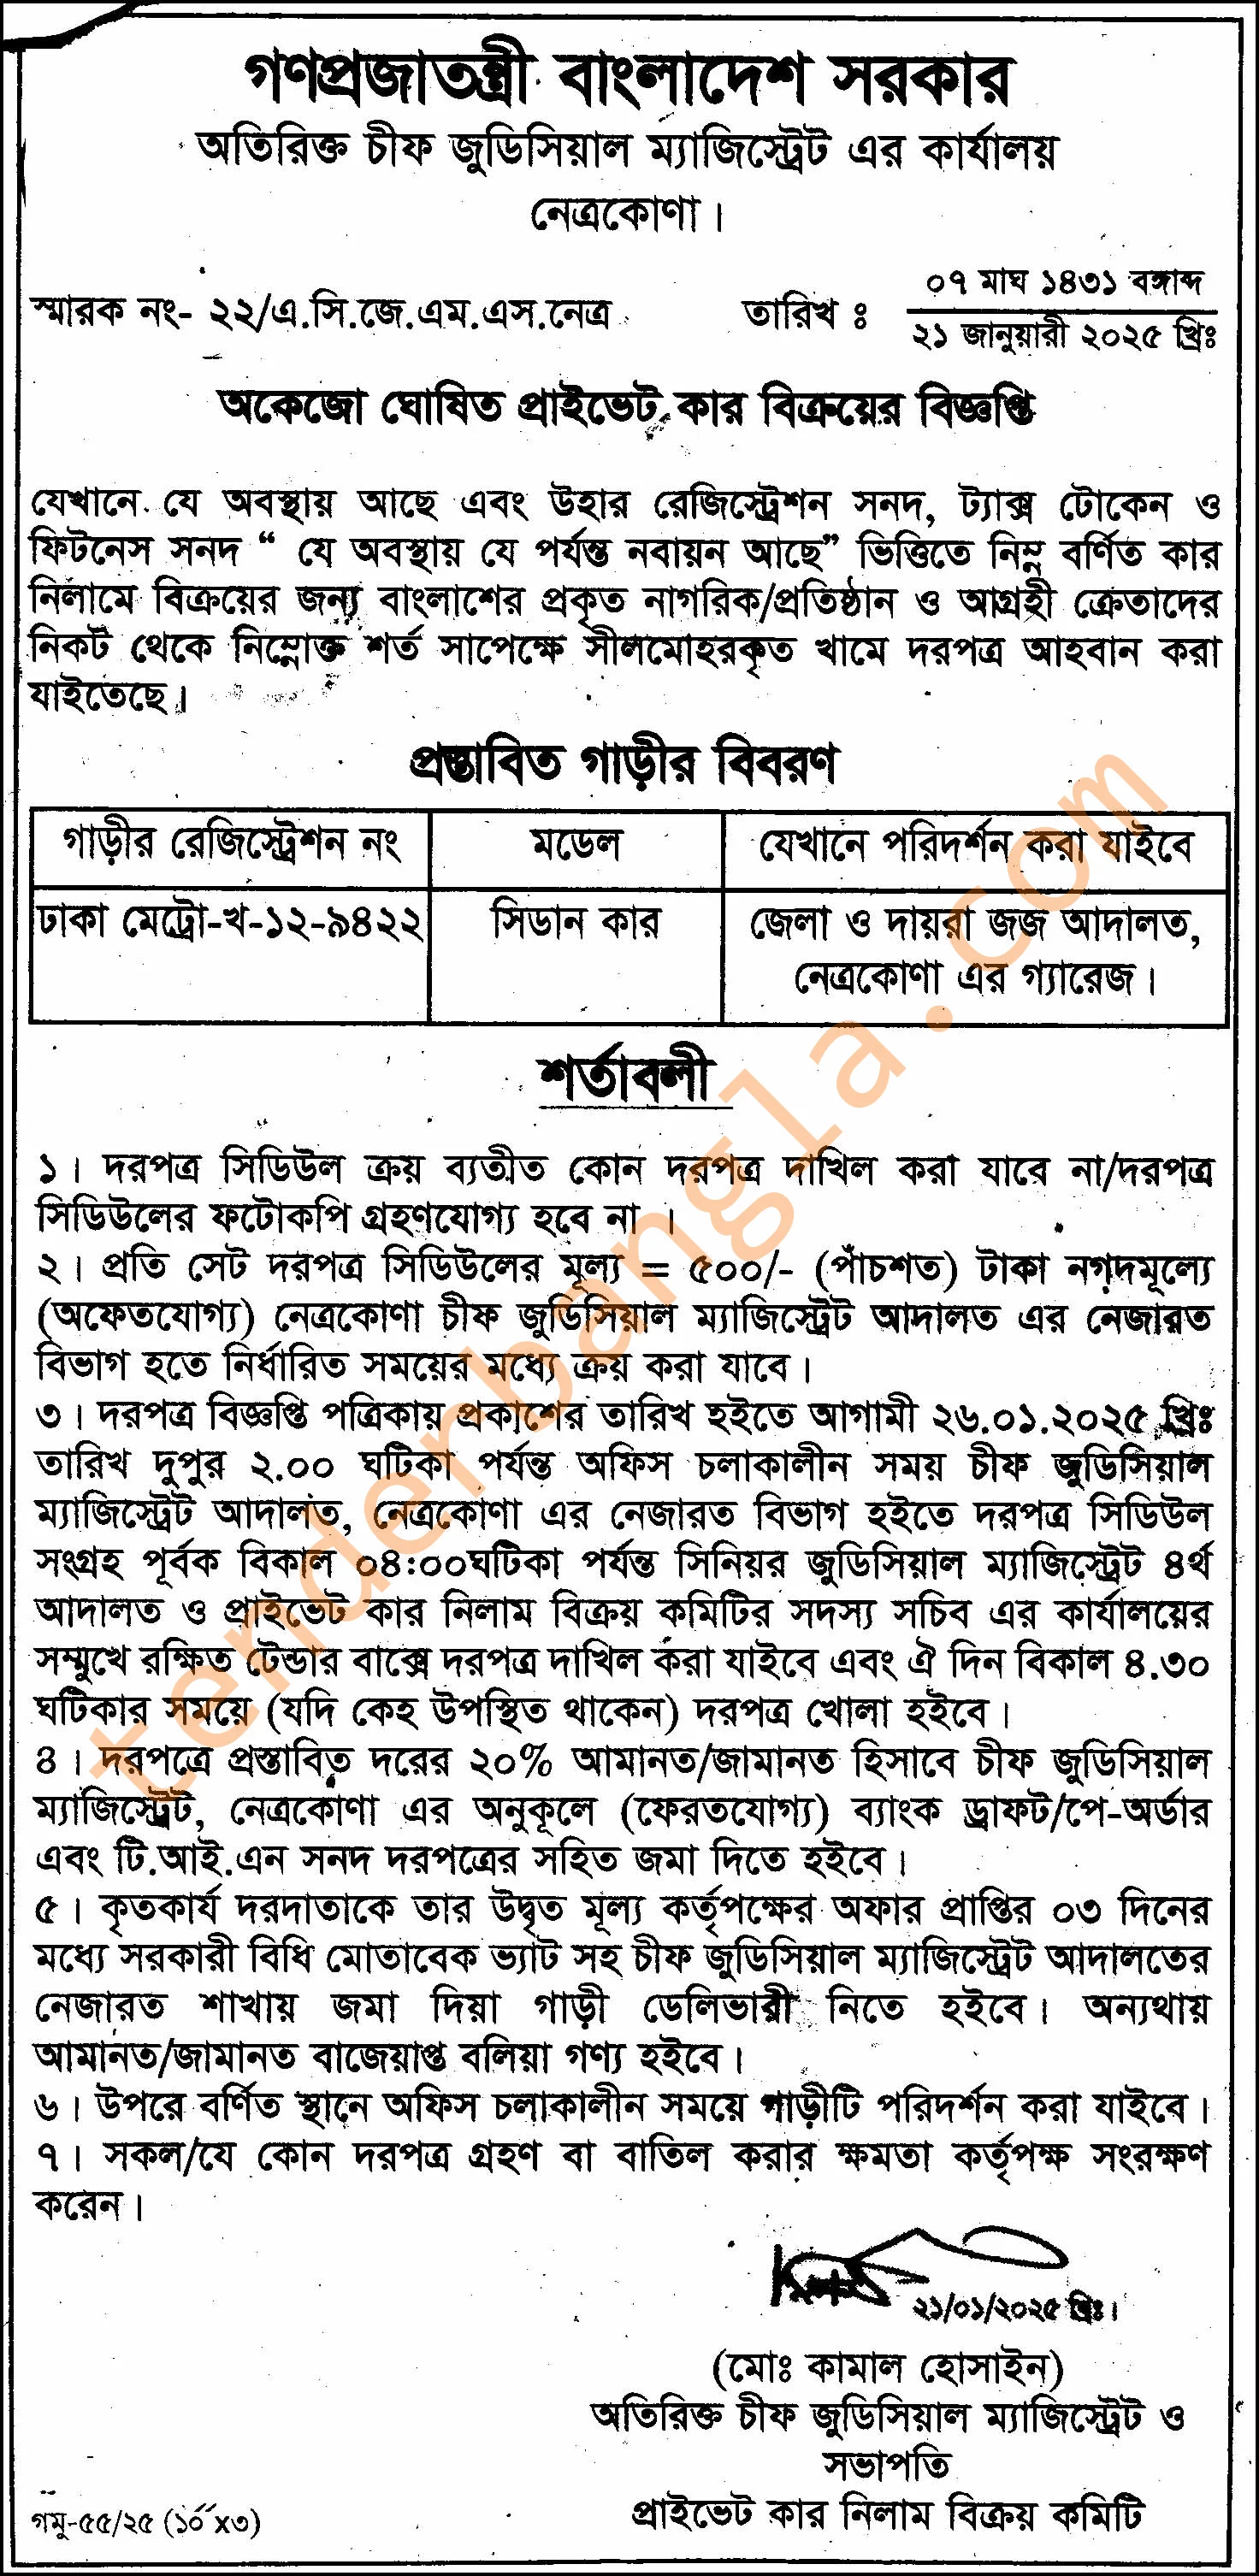 গণপ্রজাতন্ত্রী বাংলাদেশ সরকার
অতিরিক্ত চীফ জুডিসিয়াল ম্যাজিস্ট্রেট এর কার্যালয়
নেত্রকোণা।
স্মারক নং- ২২/এ.সি.জে.এম.এস.নেত্র
তারিখ ঃ
০৭ মাঘ ১৪৩১ বঙ্গাব্দ
২১ জানুয়ারী ২০২৫ খ্রিঃ
অকেজো ঘোষিত প্রাইভেট কার বিক্রয়ের বিজ্ঞপ্তি
যেখানে যে অবস্থায় আছে এবং উহার রেজিস্ট্রেশন সনদ, ট্যাক্স টোকেন ও
ফিটনেস সনদ “ যে অবস্থায় যে পর্যন্ত নবায়ন আছে” ভিত্তিতে নিম্ন বর্ণিত কার
নিলামে বিক্রয়ের জন্য বাংলাশের প্রকৃত নাগরিক/প্রতিষ্ঠান ও আগ্রহী ক্রেতাদের
নিকট থেকে নিম্নোক্ত শর্ত সাপেক্ষে সীলমোহরকৃত খামে দরপত্র আহবান করা
যাইতেছে।
প্রস্তাবিত গাড়ীর বিবরণ
গাড়ীর রেজিস্ট্রেশন নং
মডেল
যেখানে পরিদর্শন করা যাইবে
ঢাকা মেট্রো-খ-১২-৯৪২২
সিডান কার
জেলা ও দায়রা জজ আদালত,
নেত্রকোণা এর গ্যারেজ।
শর্তাবলী
১। দরপত্র সিডিউল ক্রয় ব্যতীত কোন দরপত্র দাখিল করা যারে না/দরপত্র
সিডিউলের ফটোকপি গ্রহণযোগ্য হবে না ।
২। প্রতি সেট দরপত্র সিডিউলের মূল্য = ৫০০/- (পাঁচশত) টাকা নগদমূল্যে
(অফেতযোগ্য) নেত্রকোণা চীফ জুডিসিয়াল ম্যাজিস্ট্রেট আদালত এর নেজারত
বিভাগ হতে নির্ধারিত সময়ের মধ্যে ক্রয় করা যাবে।
৩। দরপত্র বিজ্ঞপ্তি পত্রিকায় প্রকাশের তারিখ হইতে আগামী ২৬.০১.২০২৫ খ্রিঃ
তারিখ দুপুর ২.০০ ঘটিকা পর্যন্ত অফিস চলাকালীন সময় চীফ জুডিসিয়াল
ম্যাজিস্ট্রেট আদালত, নেত্রকোণা এর নেজারত বিভাগ হইতে দরপত্র সিডিউল
সংগ্রহ পূর্বক বিকাল ০৪:০০ঘটিকা পর্যন্ত সিনিয়র জুডিসিয়াল ম্যাজিস্ট্রেট ৪র্থ
আদালত ও প্রাইভেট কার নিলাম বিক্রয় কমিটির সদস্য সচিব এর কার্যালয়ের
সম্মুখে রক্ষিত টেন্ডার বাক্সে দরপত্র দাখিল করা যাইবে এবং ঐ দিন বিকাল ৪.৩০
ঘটিকার সময়ে (যদি কেহ উপস্থিত থাকেন) দরপত্র খোলা হইবে।
৪। দরপত্রে প্রস্তাবিত দরের ২০% আমানত/জামানত হিসাবে চীফ জুডিসিয়াল
ম্যাজিস্ট্রেট, নেত্রকোণা এর অনুকূলে (ফেরতযোগ্য) ব্যাংক ড্রাফট/পে-অর্ডার
এবং টি.আই.এন সনদ দরপত্রের সহিত জমা দিতে হইবে।
৫। কৃতকার্য দরদাতাকে তার উদ্বৃত মূল্য কর্তৃপক্ষের অফার প্রাপ্তির ০৩ দিনের
মধ্যে সরকারী বিধি মোতাবেক ভ্যাট সহ চীফ জুডিসিয়াল ম্যাজিস্ট্রেট আদালতের
নেজারত শাখায় জমা দিয়া গাড়ী ডেলিভারী নিতে হইবে। অন্যথায়
আমানত/জামানত বাজেয়াপ্ত বলিয়া গণ্য হইবে।
৬। উপরে বর্ণিত স্থানে অফিস চলাকালীন সময়ে গাড়ীটি পরিদর্শন করা যাইবে।
৭। সকল/যে কোন দরপত্র গ্রহণ বা বাতিল করার ক্ষমতা কর্তৃপক্ষ সংরক্ষণ
করেন।
২১/০১/২০২৫ খ্রিঃ।
(মোঃ কামাল হোসাইন)
অতিরিক্ত চীফ জুডিসিয়াল ম্যাজিস্ট্রেট ও
সভাপতি
প্রাইভেট কার নিলাম বিক্রয় কমিটি
গমু-৫৫/২৫ (১০˝x৩)
tenderbangla.com